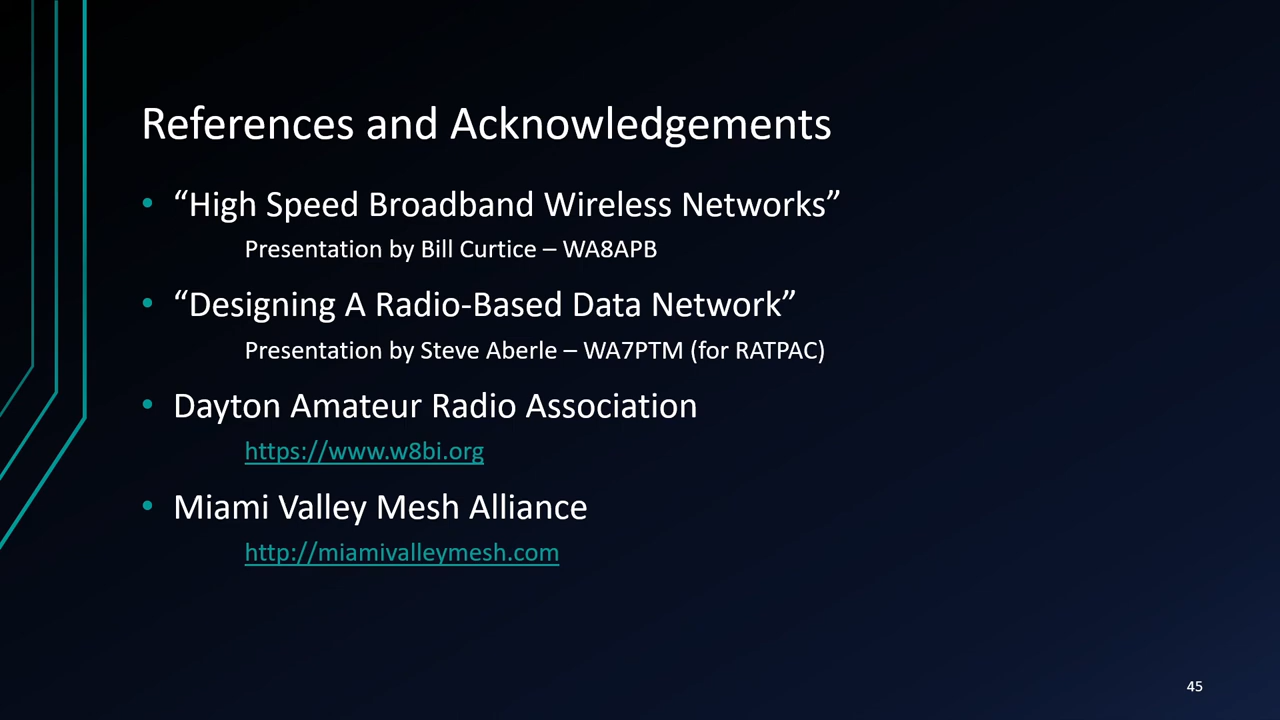 References and Acknowledgements
• “High Speed Broadband Wireless Networks”
Presentation by Bill Curtice – WA8APB
• “Designing A Radio-Based Data Network”
Presentation by Steve Aberle – WA7PTM (for RATPAC)
• Dayton Amateur Radio Association
https://www.w8bi.org
• Miami Valley Mesh Alliance
http://miamivalleymesh.com
45